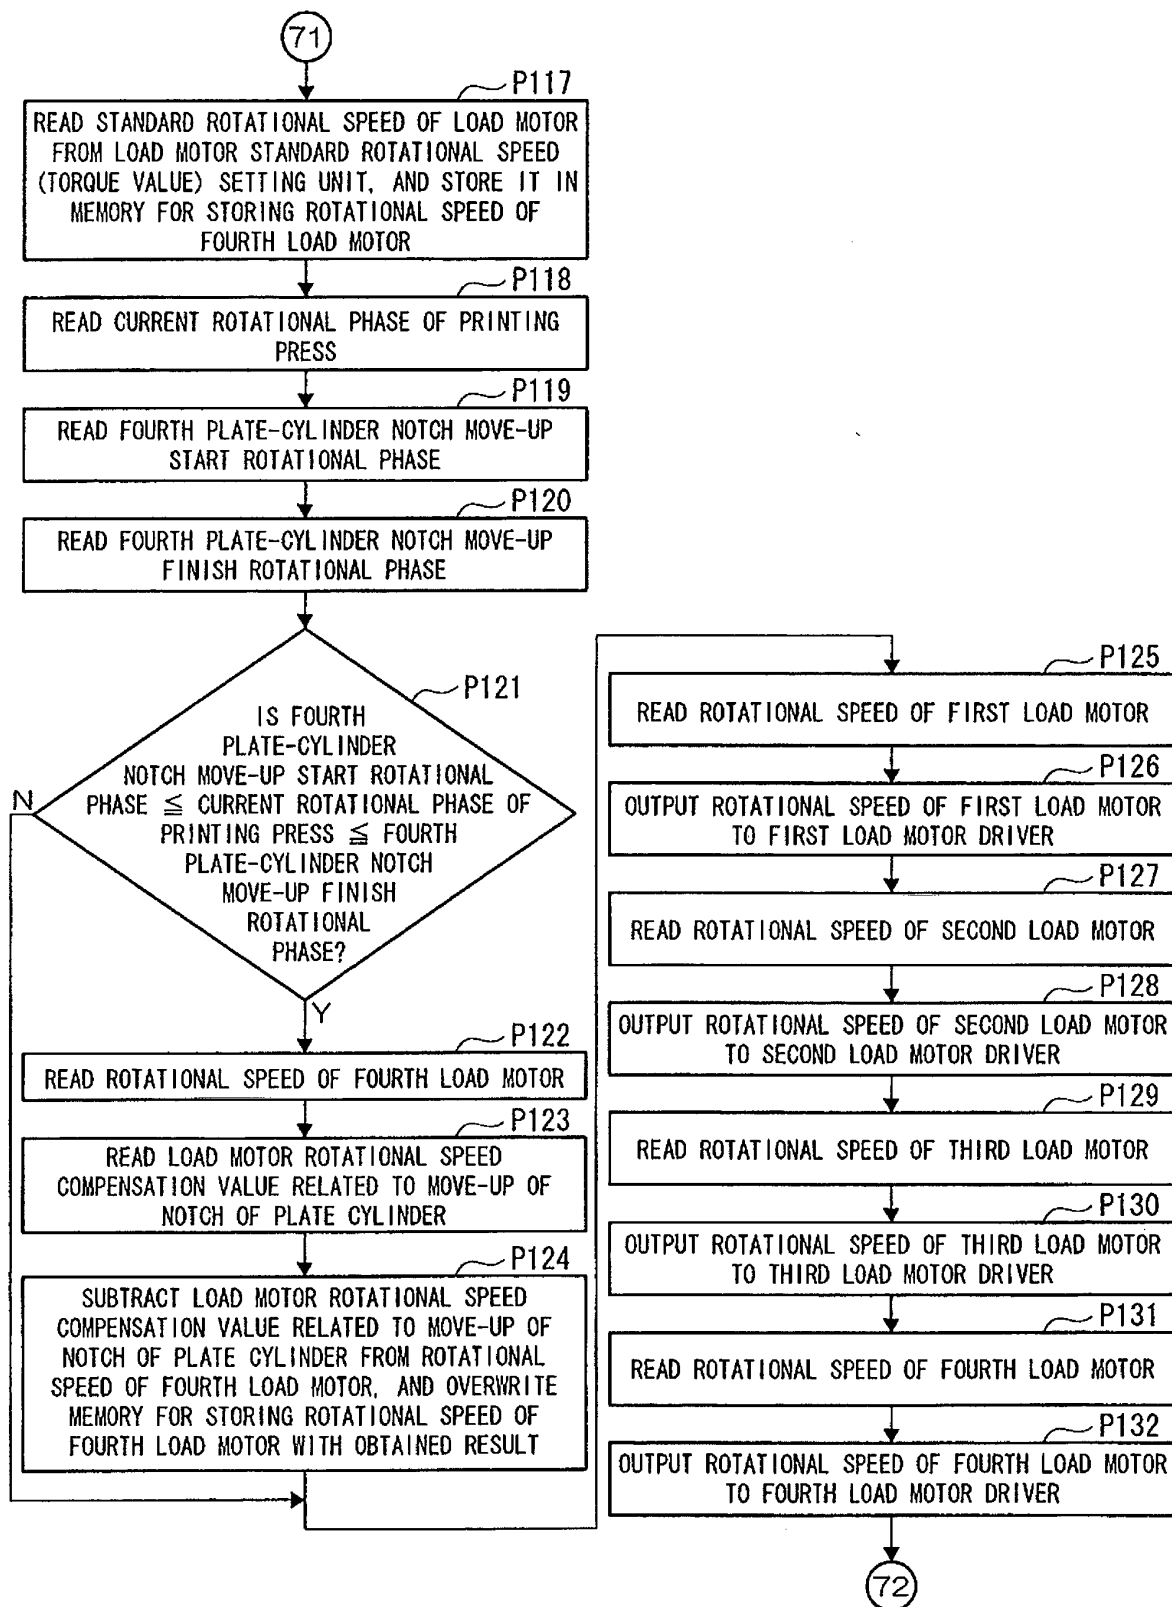 71
P117
READ STANDARD ROTATIONAL SPEED OF LOAD MOTOR
FROM LOAD MOTOR STANDARD ROTATIONAL SPEED
(TORQUE VALUE) SETTING UNIT, AND STORE IT IN
MEMORY FOR STORING ROTATIONAL SPEED OF
FOURTH LOAD MOTOR
P118
READ CURRENT ROTATIONAL PHASE OF PRINTING
PRESS
P119
READ FOURTH PLATE-CYLINDER NOTCH MOVE-UP
START ROTATIONAL PHASE
P120
READ FOURTH PLATE-CYLINDER NOTCH MOVE-UP
FINISH ROTATIONAL PHASE
P121
IS FOURTH
PLATE-CYLINDER
NOTCH MOVE-UP START ROTATIONAL
PHASE ≦ CURRENT ROTATIONAL PHASE OF
PRINTING PRESS ≦ FOURTH
PLATE-CYLINDER NOTCH
MOVE-UP FINISH
ROTATIONAL
PHASE?
N
Y
P122
READ ROTATIONAL SPEED OF FOURTH LOAD MOTOR
P123
READ LOAD MOTOR ROTATIONAL SPEED
COMPENSATION VALUE RELATED TO MOVE-UP OF
NOTCH OF PLATE CYLINDER
P124
SUBTRACT LOAD MOTOR ROTATIONAL SPEED
COMPENSATION VALUE RELATED TO MOVE-UP OF
NOTCH OF PLATE CYLINDER FROM ROTATIONAL
SPEED OF FOURTH LOAD MOTOR, AND OVERWRITE
MEMORY FOR STORING ROTATIONAL SPEED OF
FOURTH LOAD MOTOR WITH OBTAINED RESULT
P125
READ ROTATIONAL SPEED OF FIRST LOAD MOTOR
P126
OUTPUT ROTATIONAL SPEED OF FIRST LOAD MOTOR
TO FIRST LOAD MOTOR DRIVER
P127
READ ROTATIONAL SPEED OF SECOND LOAD MOTOR
P128
OUTPUT ROTATIONAL SPEED OF SECOND LOAD MOTOR
TO SECOND LOAD MOTOR DRIVER
P129
READ ROTATIONAL SPEED OF THIRD LOAD MOTOR
P130
OUTPUT ROTATIONAL SPEED OF THIRD LOAD MOTOR
TO THIRD LOAD MOTOR DRIVER
P131
READ ROTATIONAL SPEED OF FOURTH LOAD MOTOR
P132
OUTPUT ROTATIONAL SPEED OF FOURTH LOAD MOTOR
TO FOURTH LOAD MOTOR DRIVER
72